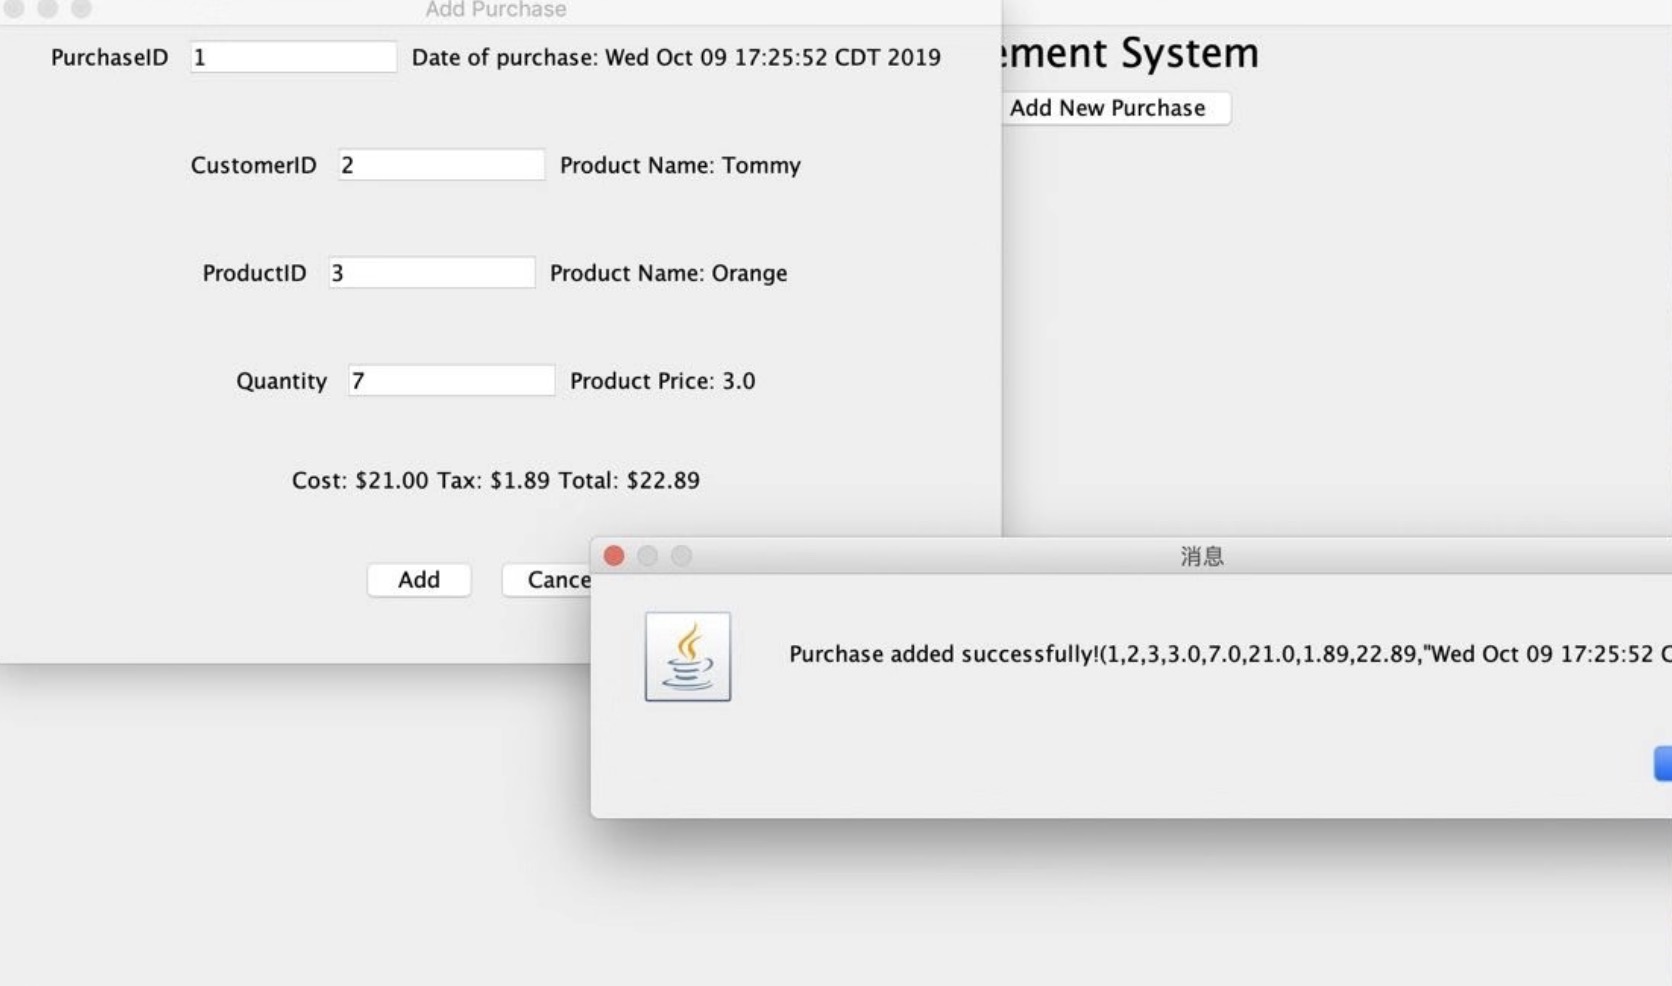 Add Purchase
PurchaseID 1 Date of purchase: Wed Oct 09 17:25:52 CDT 2019
ement System
Add New Purchase
CustomerID 2 Product Name: Tommy
ProductID 3 Product Name: Orange
Quantity 7 Product Price: 3.0
Cost: $21.00 Tax: $1.89 Total: $22.89
Add Cance
消息
Purchase added successfully!(1,2,3,3.0,7.0,21.0,1.89,22.89,"Wed Oct 09 17:25:52 C